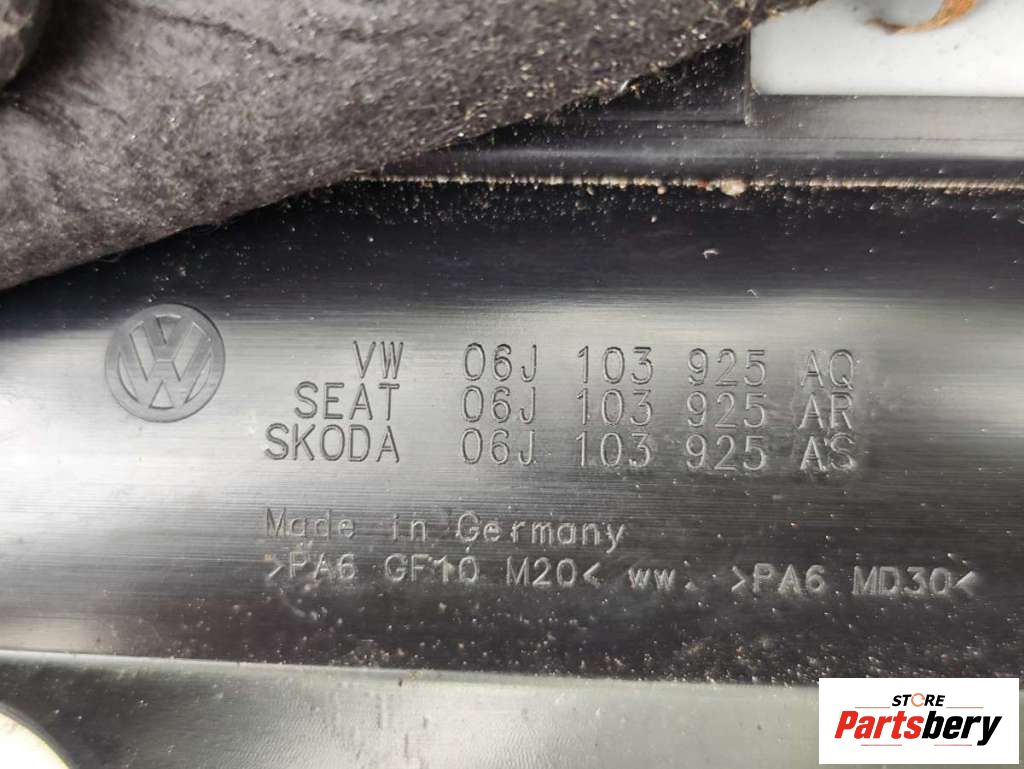 VW 06J 103 925 AQ
SEAT 06J 103 925 AR
SKODA 06J 103 925 AS
Made in Germany
>PA6 GF10 M20< ww. >PA6 MD30<
STORE
Partsbery